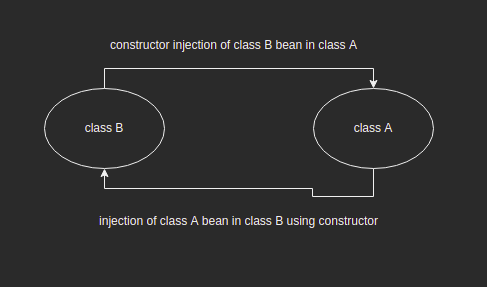 constructor injection of class B bean in class A
class B
class A
injection of class A bean in class B using constructor